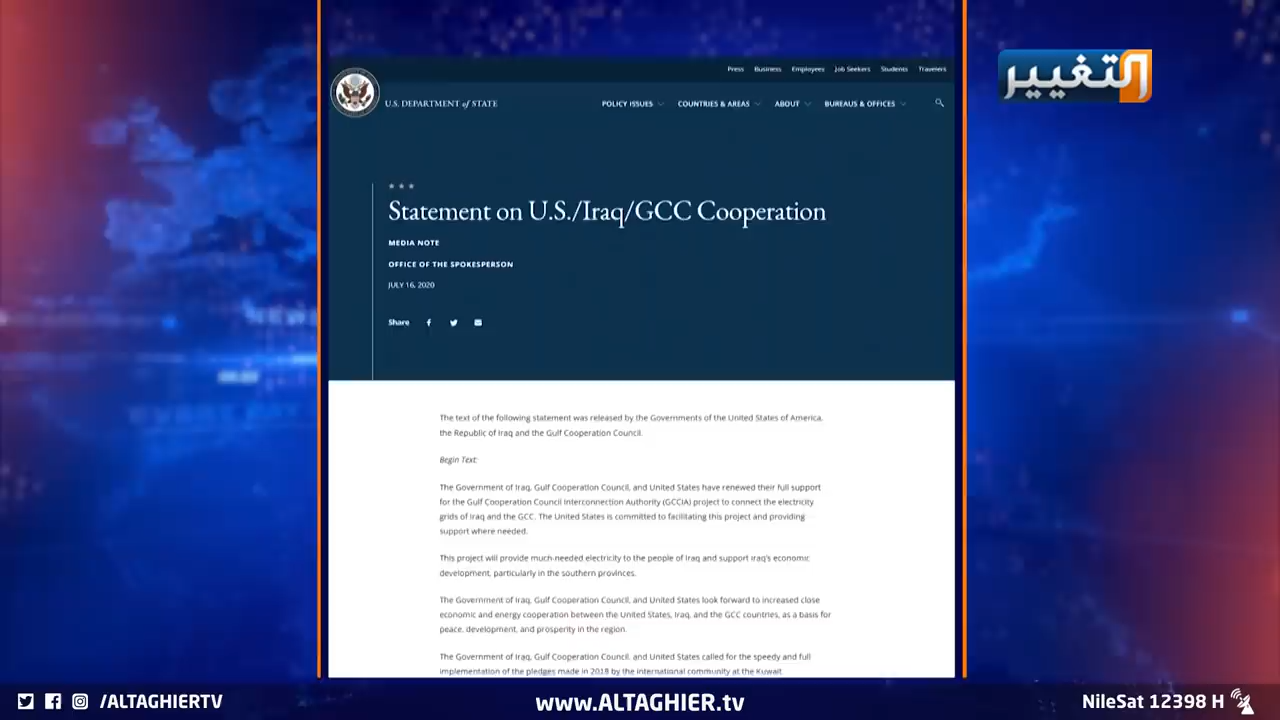 التغيير
Press Business Employees Job Seekers Students Travelers
U.S. DEPARTMENT of STATE
POLICY ISSUES COUNTRIES & AREAS ABOUT BUREAUS & OFFICES
Statement on U.S./Iraq/GCC Cooperation
MEDIA NOTE
OFFICE OF THE SPOKESPERSON
JULY 16, 2020
Share
The text of the following statement was released by the Governments of the United States of America,
the Republic of Iraq and the Gulf Cooperation Council.
Begin Text:
The Government of Iraq, Gulf Cooperation Council, and United States have renewed their full support
for the Gulf Cooperation Council Interconnection Authority (GCCIA) project to connect the electricity
grids of Iraq and the GCC. The United States is committed to facilitating this project and providing
support where needed.
This project will provide much-needed electricity to the people of Iraq and support Iraq's economic
development, particularly in the southern provinces.
The Government of Iraq, Gulf Cooperation Council, and United States look forward to increased close
economic and energy cooperation between the United States, Iraq, and the GCC countries, as a basis for
peace, development, and prosperity in the region.
The Government of Iraq, Gulf Cooperation Council, and United States called for the speedy and full
implementation of the pledges made in 2018 by the international community at the Kuwait
/ALTAGHIERTV
www.ALTAGHIER.tv
NileSat 12398 H